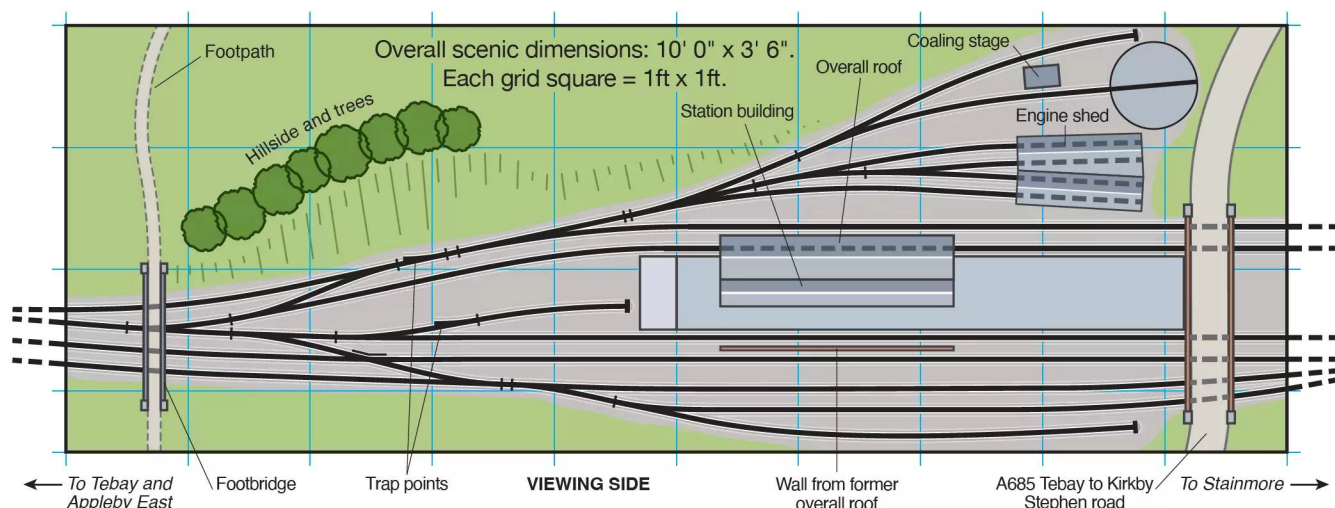 Footpath
Overall scenic dimensions: 10' 0" x 3' 6".
Each grid square = 1ft x 1ft.
Coaling stage
Overall roof
Hillside and trees
Station building
Engine shed
To Tebay and
Appleby East
Footbridge
Trap points
VIEWING SIDE
Wall from former
overall roof
A685 Tebay to Kirkby
Stephen road
To Stainmore